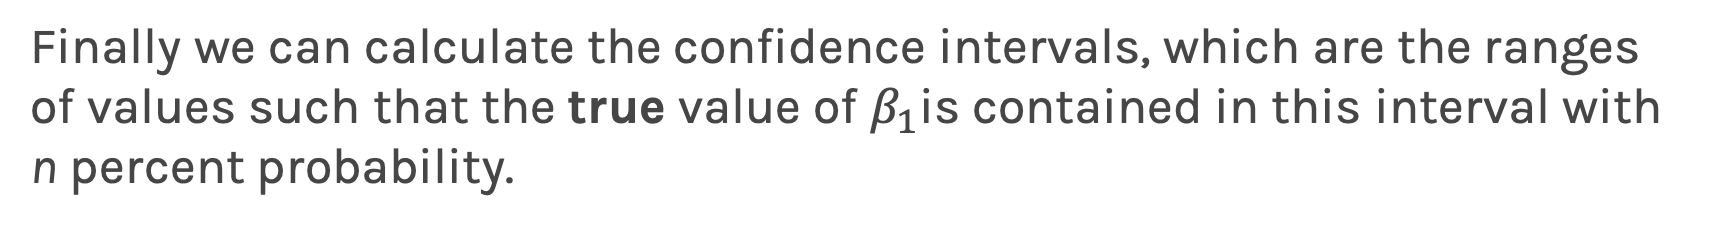 Finally we can calculate the confidence intervals, which are the ranges
of values such that the true value of β₁ is contained in this interval with
n percent probability.